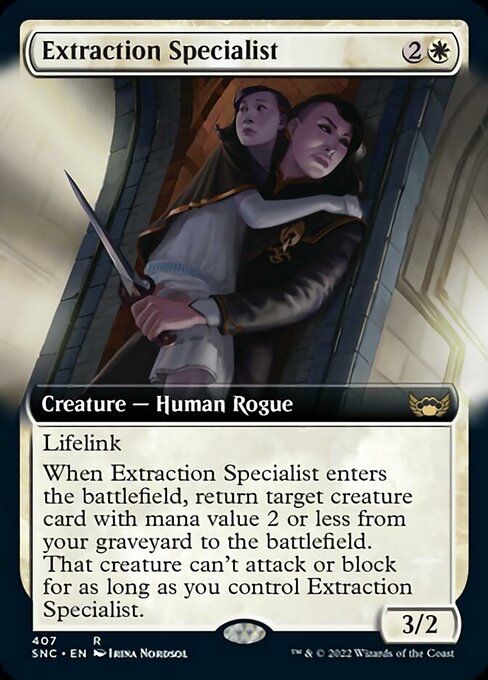 Extraction Specialist 2
Creature — Human Rogue
Lifelink
When Extraction Specialist enters
the battlefield, return target creature
card with mana value 2 or less from
your graveyard to the battlefield.
That creature can't attack or block
for as long as you control Extraction
Specialist.
3/2
407 R
SNC • EN Irina Nordsol
™ & © 2022 Wizards of the Coast